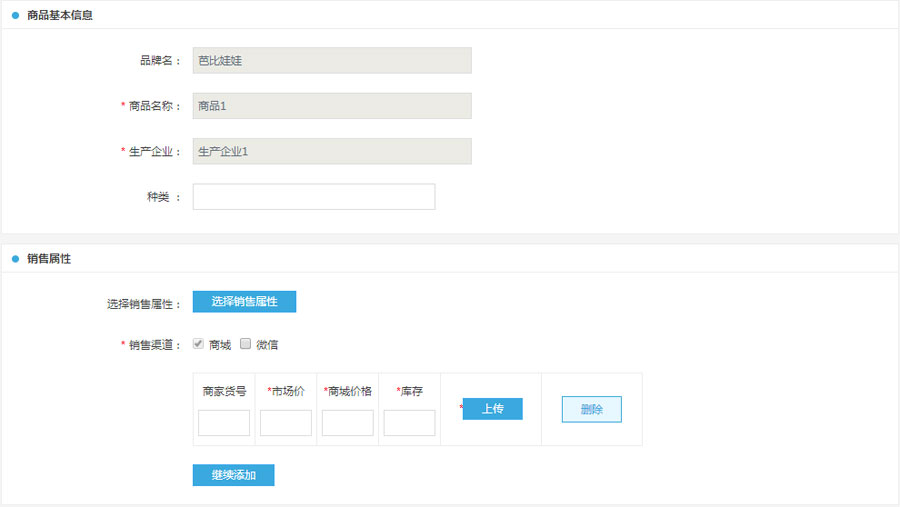 商品基本信息
品牌名： 芭比娃娃
* 商品名称： 商品1
* 生产企业： 生产企业1
种类 ：
销售属性
选择销售属性： 选择销售属性
* 销售渠道： 商城 微信
商家货号 *市场价 *商城价格 *库存
* 上传 删除
继续添加